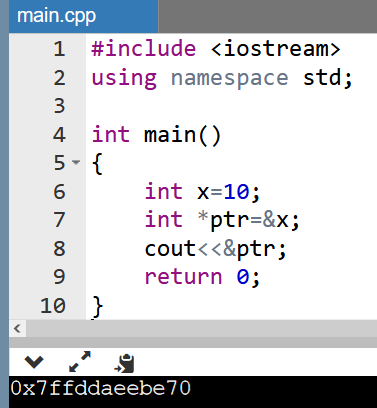 main.cpp
1 #include <iostream>
2 using namespace std;
3
4 int main()
5 {
6     int x=10;
7     int *ptr=&x;
8     cout<<&ptr;
9     return 0;
10 }
0x7ffddaeebe70